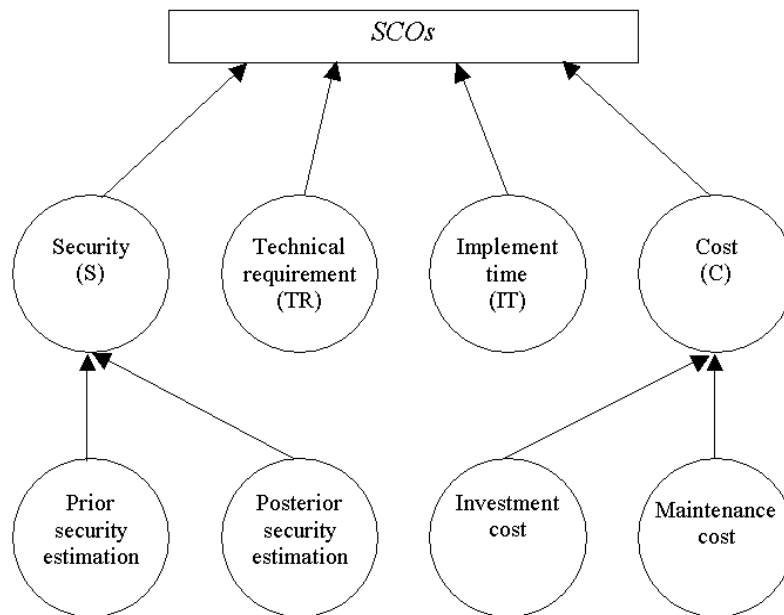 SCOs
Security
(S)
Technical
requirement
(TR)
Implement
time
(IT)
Cost
(C)
Prior
security
estimation
Posterior
security
estimation
Investment
cost
Maintenance
cost